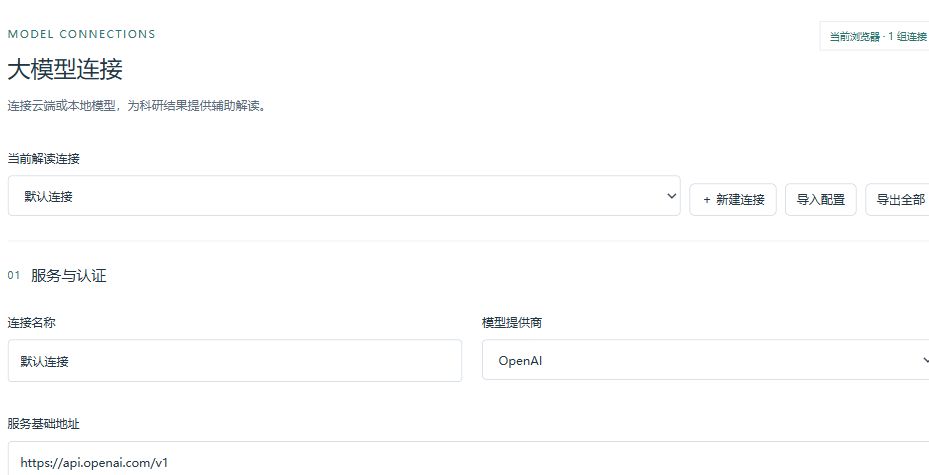 MODEL CONNECTIONS
当前浏览器 · 1 组连接
大模型连接
连接云端或本地模型，为科研结果提供辅助解读。
当前解读连接
默认连接
+ 新建连接
导入配置
导出全部
01 服务与认证
连接名称
模型提供商
默认连接
OpenAI
服务基础地址
https://api.openai.com/v1